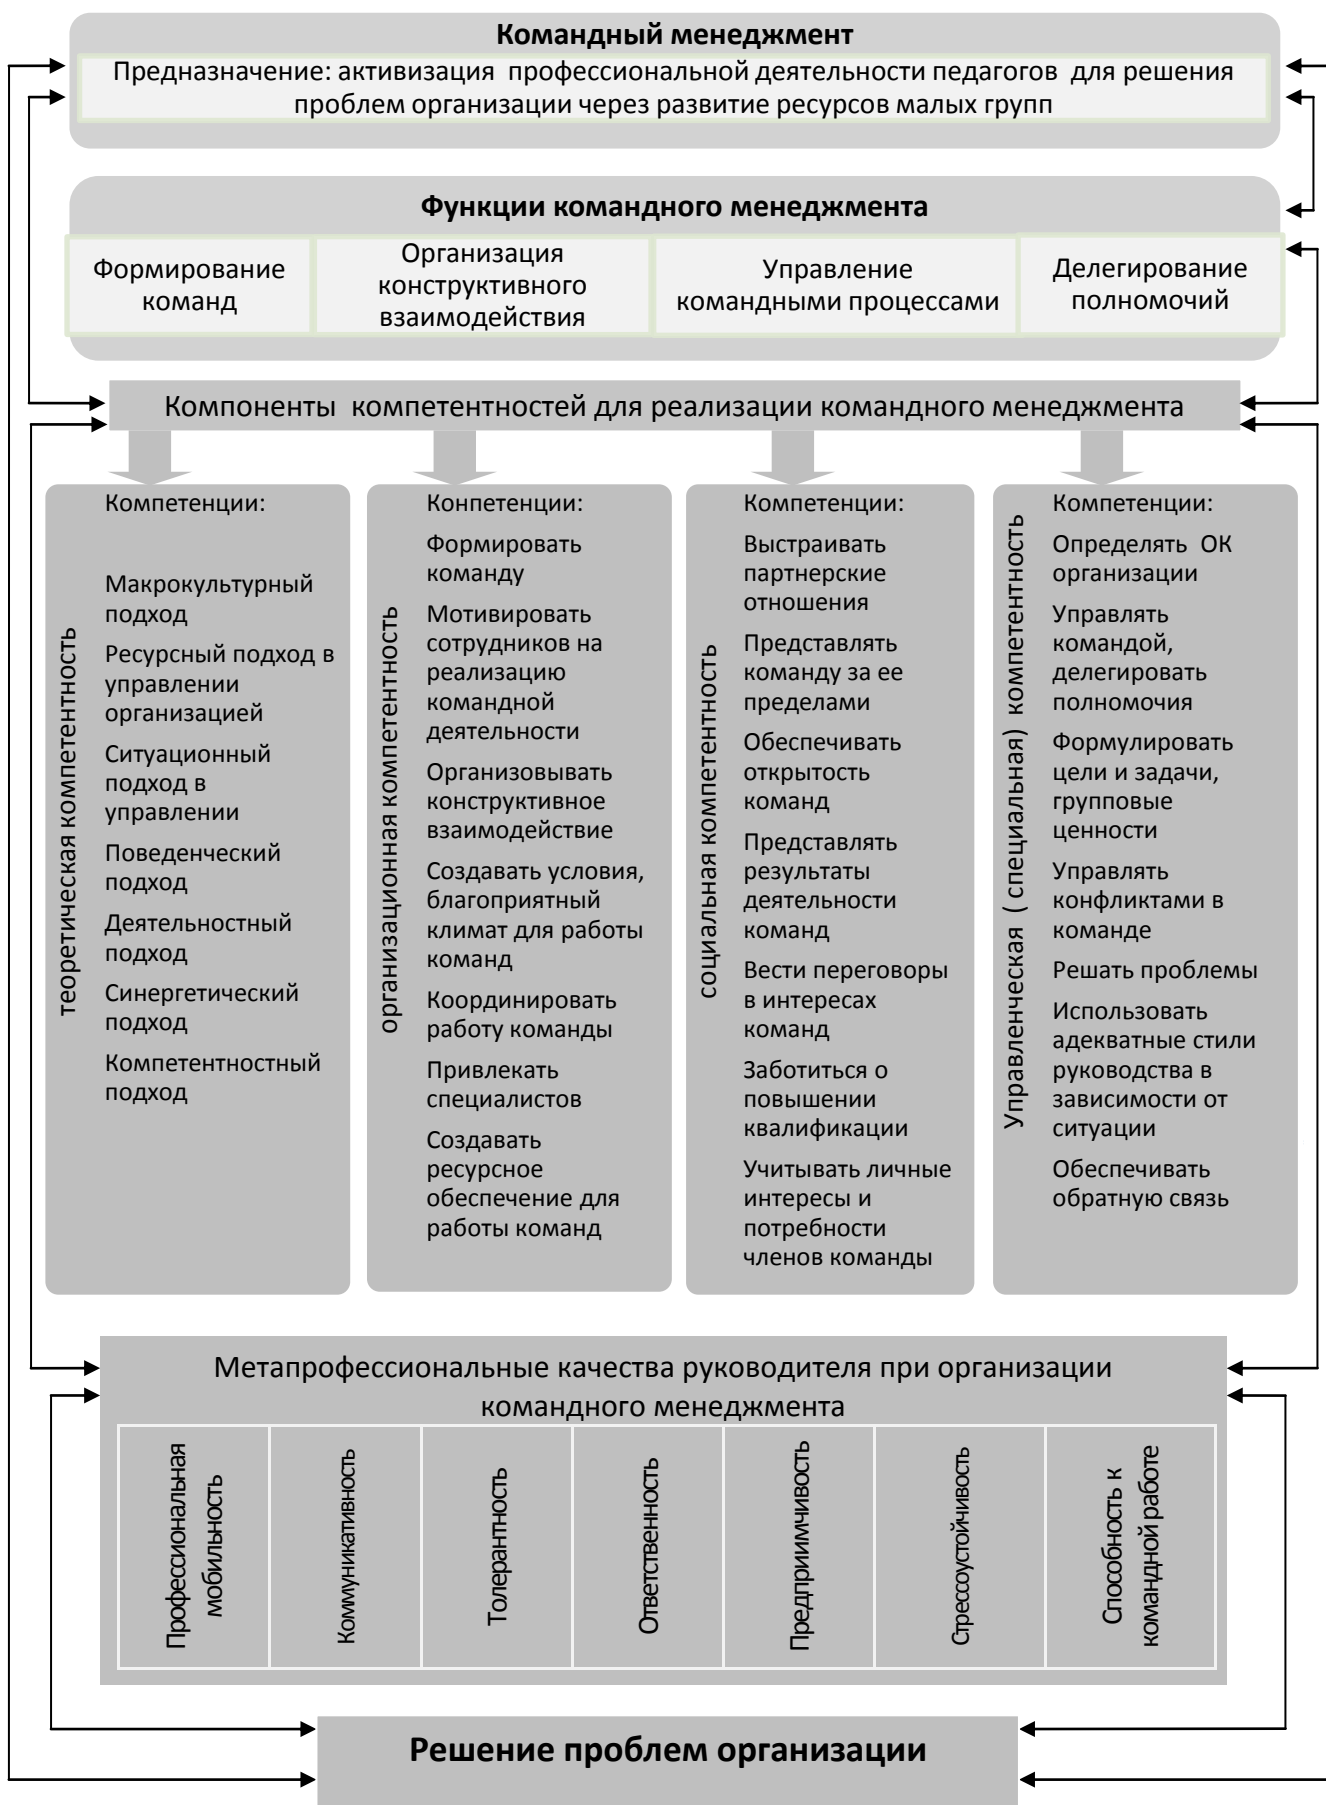 Командный менеджмент
Предназначение: активизация профессиональной деятельности педагогов для решения
проблем организации через развитие ресурсов малых групп
Функции командного менеджмента
Формирование
команд
Организация
конструктивного
взаимодействия
Управление
командными процессами
Делегирование
полномочий
Компоненты компетентностей для реализации командного менеджмента
теоретическая компетентность
Компетенции:
Макрокультурный
подход
Ресурсный подход в
управлении
организацией
Ситуационный
подход в
управлении
Поведенческий
подход
Деятельностный
подход
Синергетический
подход
Компетентностный
подход
организационная компетентность
Конпетенции:
Формировать
команду
Мотивировать
сотрудников на
реализацию
командной
деятельности
Организовывать
конструктивное
взаимодействие
Создавать условия,
благоприятный
климат для работы
команд
Координировать
работу команды
Привлекать
специалистов
Создавать
ресурсное
обеспечение для
работы команд
социальная компетентность
Компетенции:
Выстраивать
партнерские
отношения
Представлять
команду за ее
пределами
Обеспечивать
открытость
команд
Представлять
результаты
деятельности
команд
Вести переговоры
в интересах
команд
Заботиться о
повышении
квалификации
Учитывать личные
интересы и
потребности
членов команды
Управленческая ( специальная) компетентность
Компетенции:
Определять ОК
организации
Управлять
командой,
делегировать
полномочия
Формулировать
цели и задачи,
групповые
ценности
Управлять
конфликтами в
команде
Решать проблемы
Использовать
адекватные стили
руководства в
зависимости от
ситуации
Обеспечивать
обратную связь
Метапрофессиональные качества руководителя при организации
командного менеджмента
Профессиональная
мобильность
Коммуникативность
Толерантность
Ответственность
Предприимчивость
Стрессоустойчивость
Способность к
командной работе
Решение проблем организации